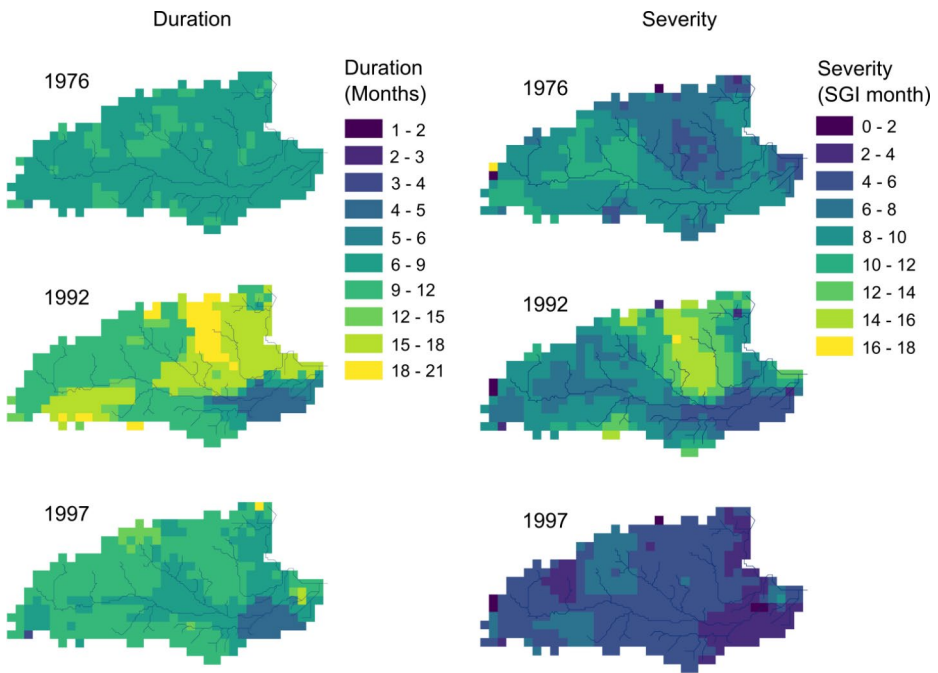 Duration
Severity
1976
Duration
(Months)
1 - 2
2 - 3
3 - 4
4 - 5
5 - 6
6 - 9
9 - 12
12 - 15
15 - 18
18 - 21
1976
Severity
(SGI month)
0 - 2
2 - 4
4 - 6
6 - 8
8 - 10
10 - 12
12 - 14
14 - 16
16 - 18
1992
1992
1997
1997